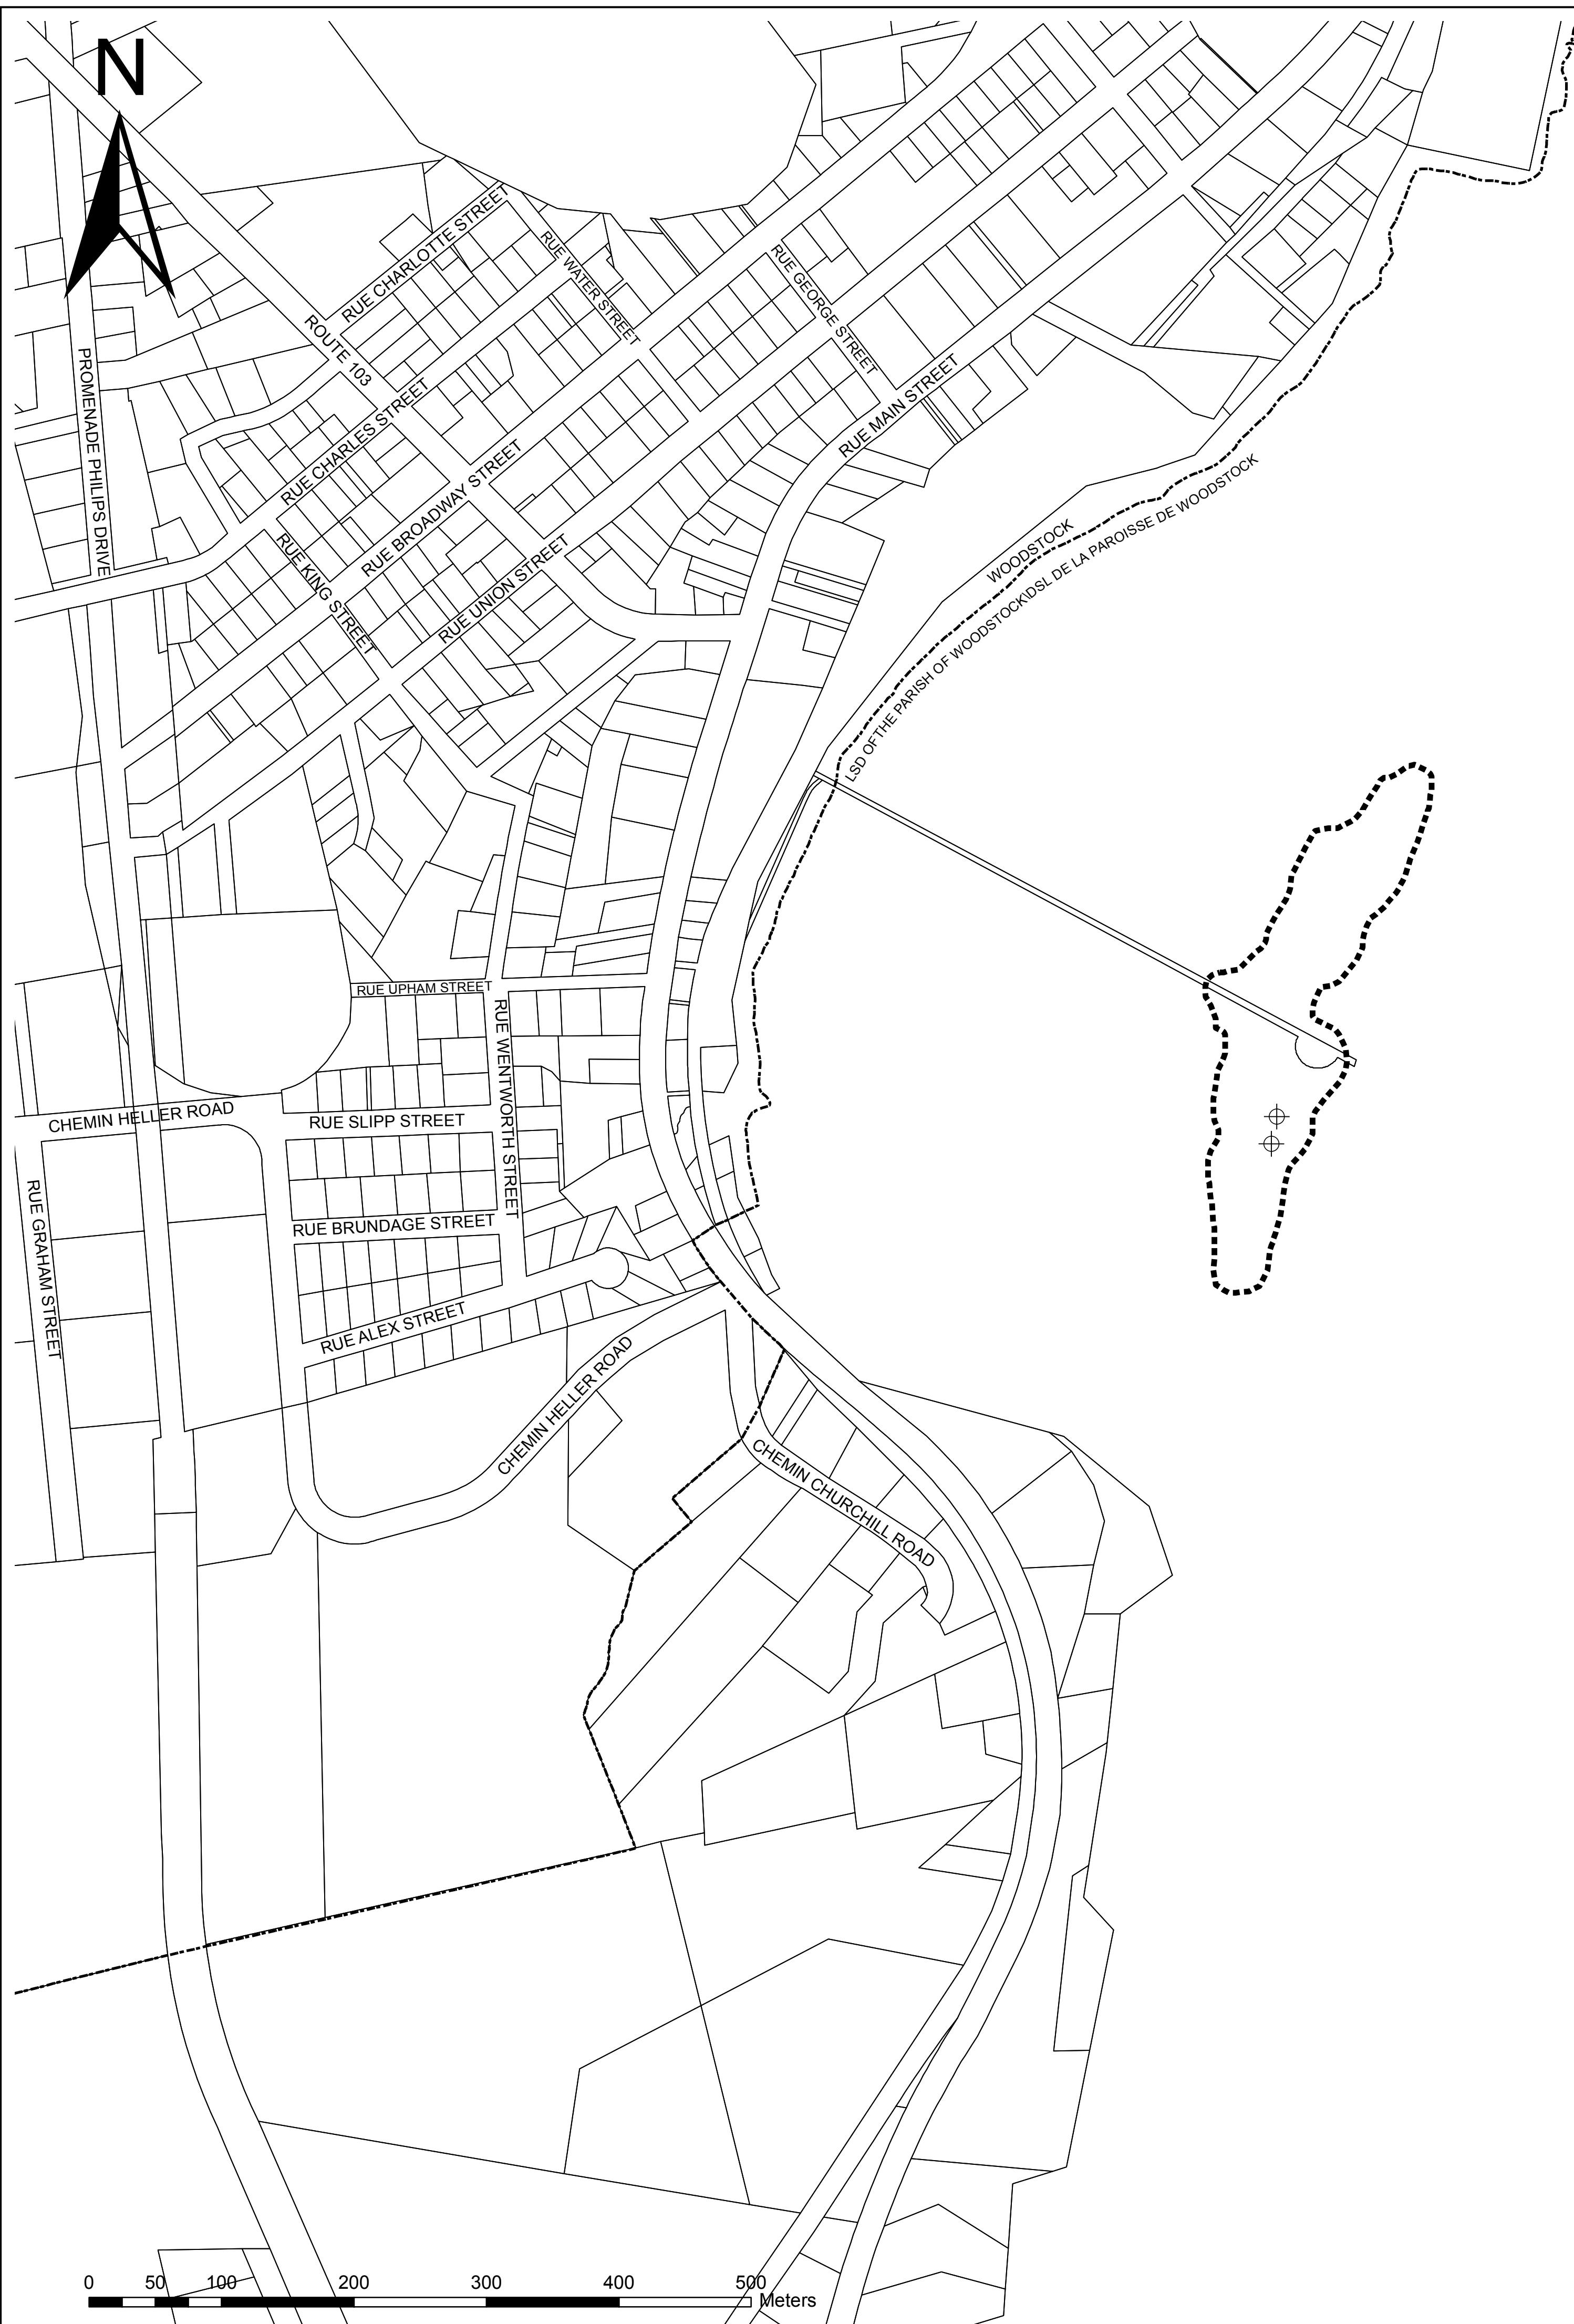 N
RUE CHARLOTTE STREET
RUE WATER STREET
RUE GEORGE STREET
ROUTE 103
PROMENADE PHILIPS DRIVE
RUE CHARLES STREET
RUE MAIN STREET
RUE BROADWAY STREET
RUE KING STREET
RUE UNION STREET
WOODSTOCK
LSD OFTHE PARISH OF WOODSTOCK\DSL DE LA PAROISSE DE WOODSTOCK
RUE UPHAM STREET
RUE WENTWORTH STREET
CHEMIN HELLER ROAD
RUE SLIPP STREET
RUE GRAHAM STREET
RUE BRUNDAGE STREET
RUE ALEX STREET
CHEMIN HELLER ROAD
CHEMIN CHURCHILL ROAD
0 50 100 200 300 400 500
Meters